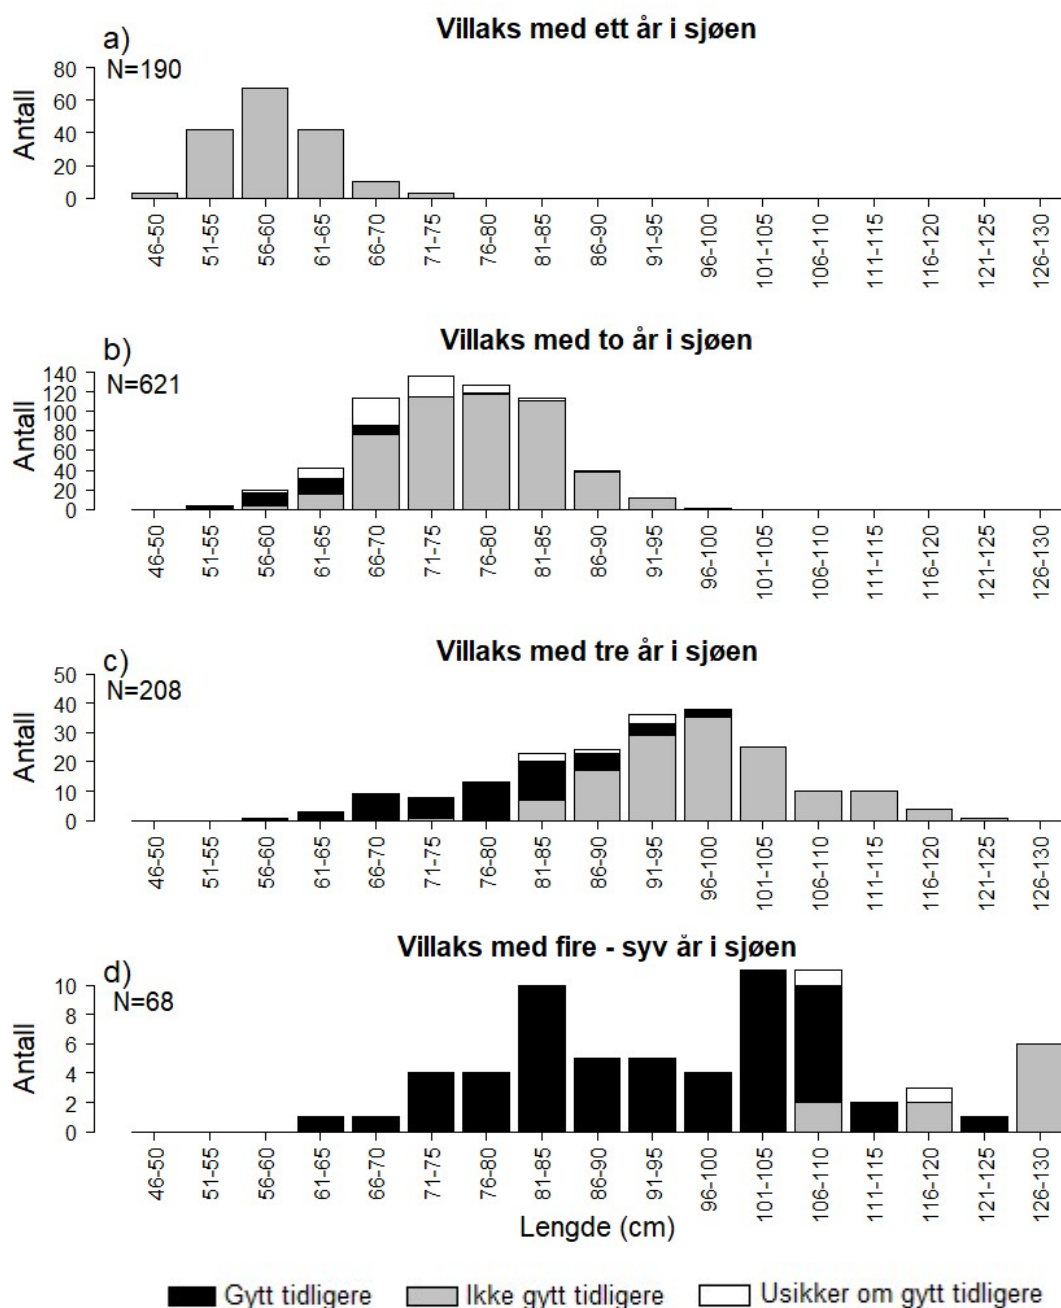 Villaks med ett år i sjøen
a)
N=190
Antall
80
60
40
20
0
46-50 51-55 56-60 61-65 66-70 71-75 76-80 81-85 86-90 91-95 96-100 101-105 106-110 111-115 116-120 121-125 126-130
Villaks med to år i sjøen
b)
N=621
Antall
140
120
100
80
60
40
20
0
46-50 51-55 56-60 61-65 66-70 71-75 76-80 81-85 86-90 91-95 96-100 101-105 106-110 111-115 116-120 121-125 126-130
Villaks med tre år i sjøen
c)
N=208
Antall
50
40
30
20
10
0
46-50 51-55 56-60 61-65 66-70 71-75 76-80 81-85 86-90 91-95 96-100 101-105 106-110 111-115 116-120 121-125 126-130
Villaks med fire - syv år i sjøen
d)
N=68
Antall
10
8
6
4
2
0
46-50 51-55 56-60 61-65 66-70 71-75 76-80 81-85 86-90 91-95 96-100 101-105 106-110 111-115 116-120 121-125 126-130
Lengde (cm)
Gytt tidligere Ikke gytt tidligere Usikker om gytt tidligere